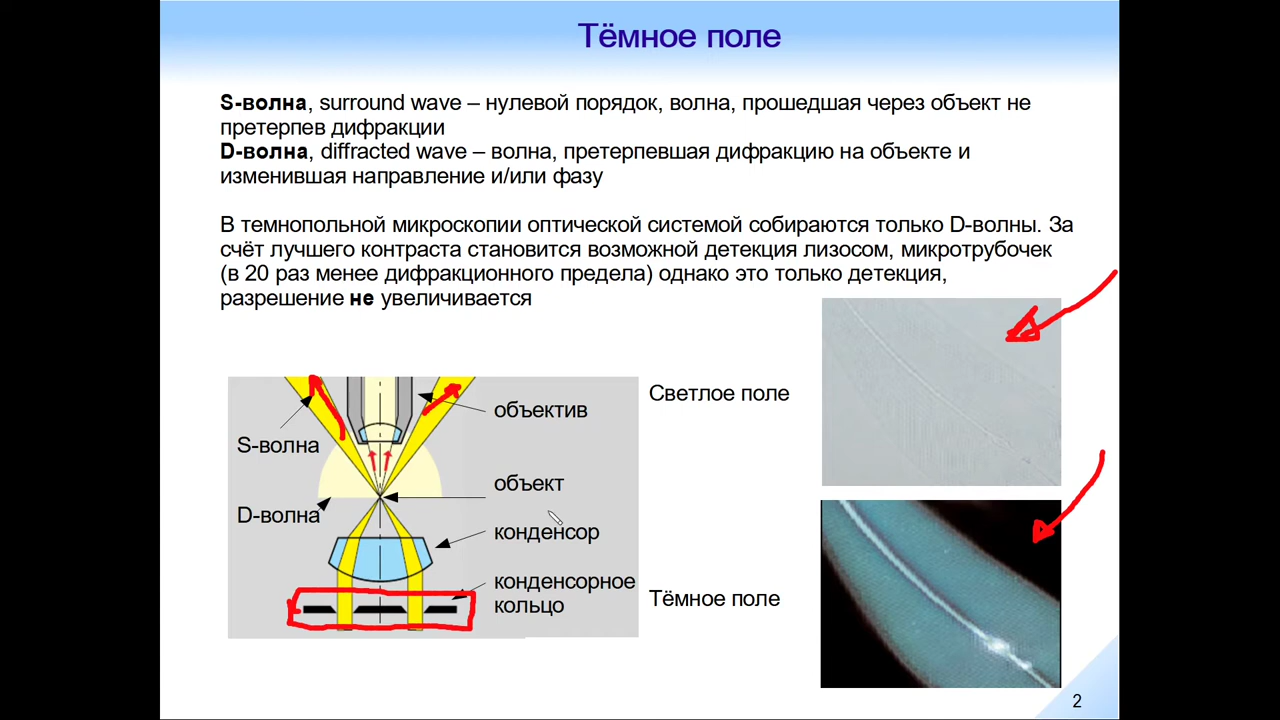 Тёмное поле
S-волна, surround wave – нулевой порядок, волна, прошедшая через объект не
претерпев дифракции
D-волна, diffracted wave – волна, претерпевшая дифракцию на объекте и
изменившая направление и/или фазу
В темнопольной микроскопии оптической системой собираются только D-волны. За
счёт лучшего контраста становится возможной детекция лизосом, микротрубочек
(в 20 раз менее дифракционного предела) однако это только детекция,
разрешение не увеличивается
Светлое поле
объектив
S-волна
объект
D-волна
конденсор
конденсорное
кольцо
Тёмное поле
2